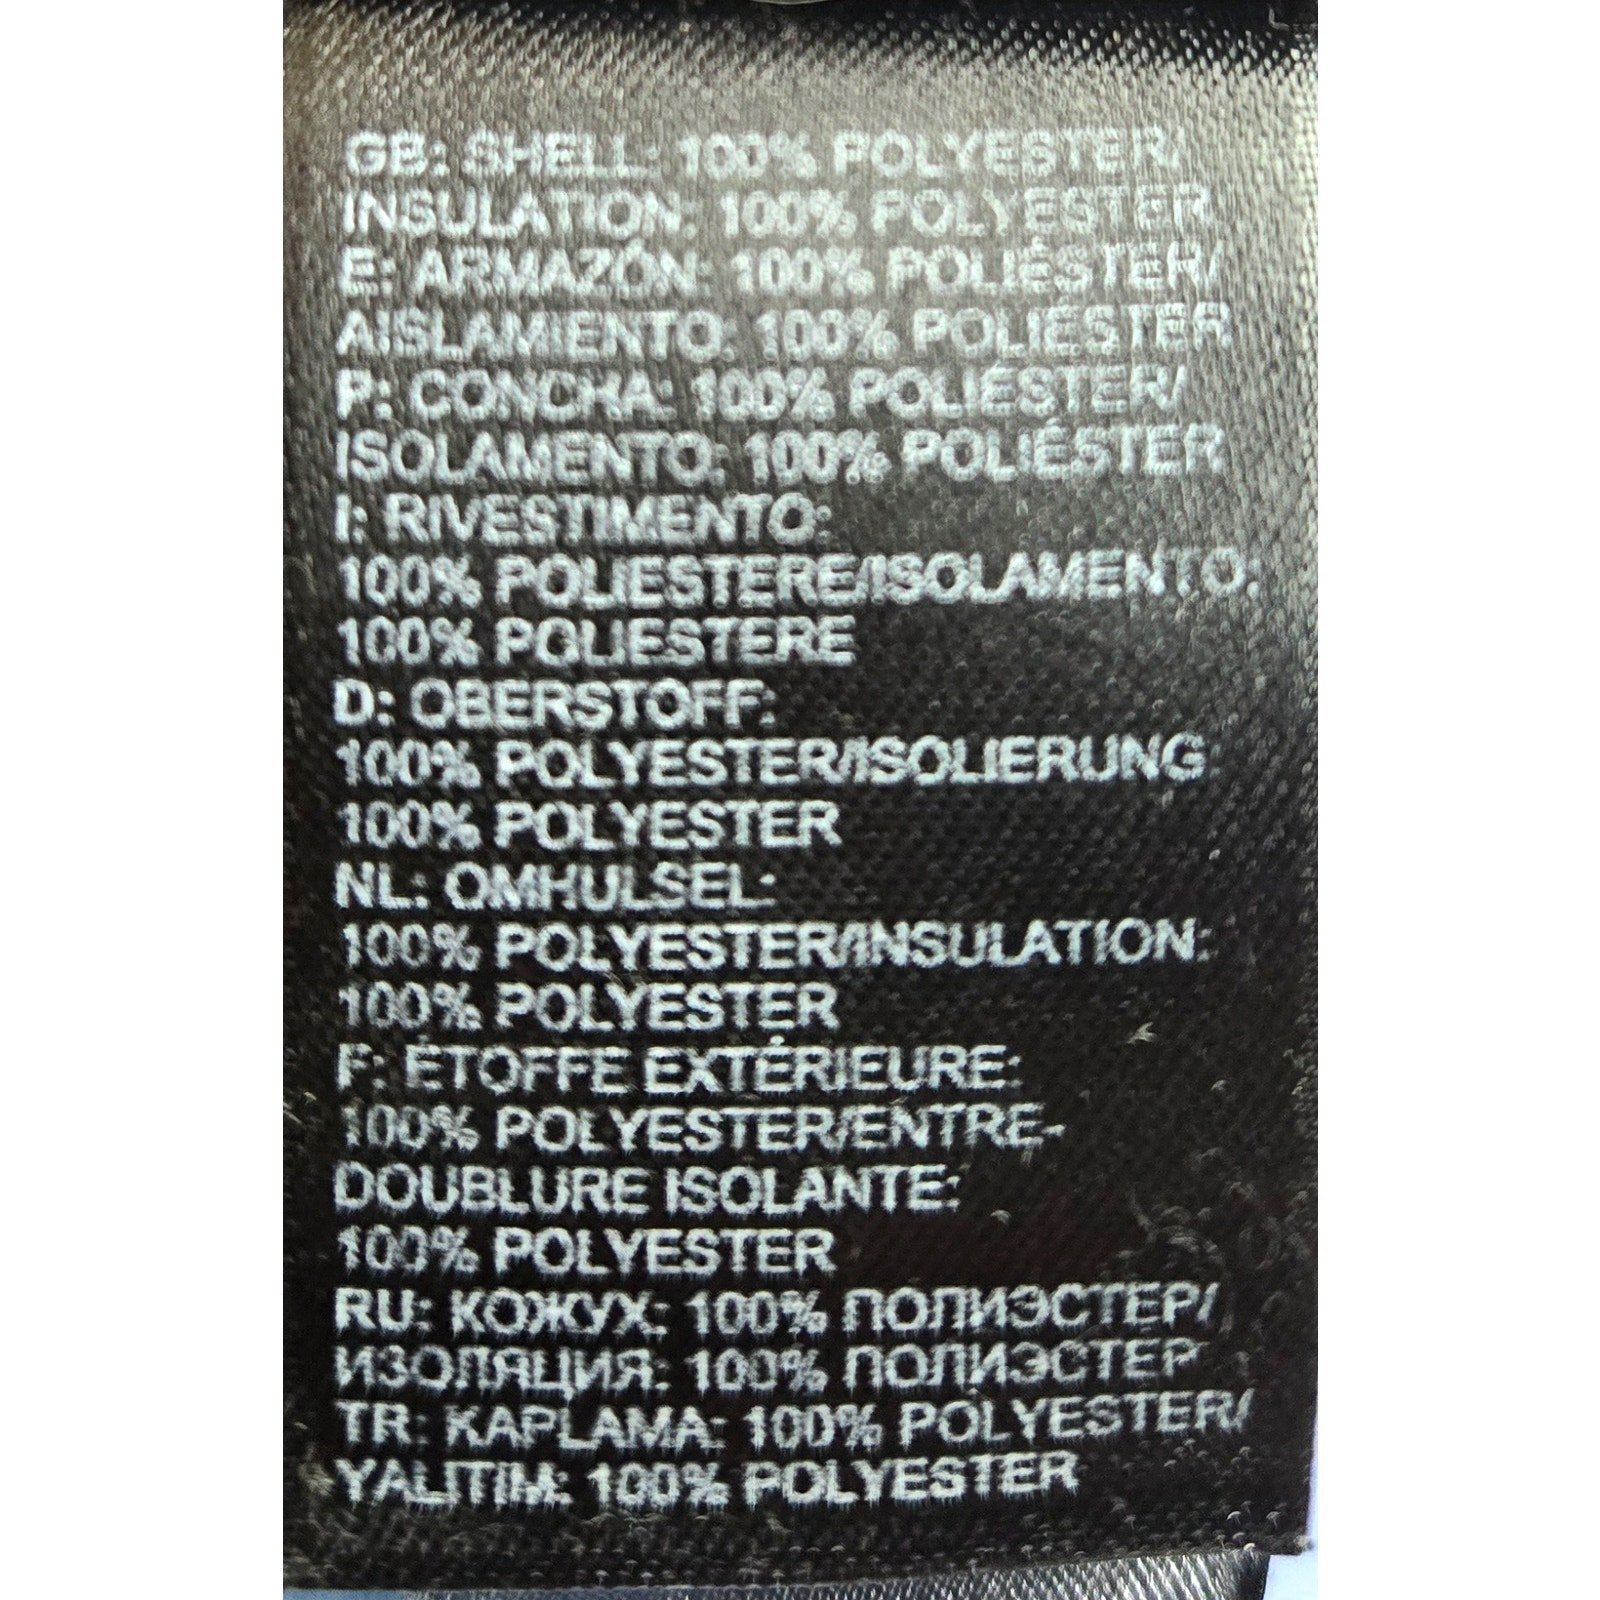 GB: SHELL: 100% POLYESTER/
INSULATION: 100% POLYESTER
E: ARMAZÓN: 100% POLIÉSTER/
AISLAMIENTO: 100% POLIÉSTER
P: CONCHA: 100% POLIÉSTER/
ISOLAMENTO: 100% POLIÉSTER
I: RIVESTIMENTO:
100% POLIESTERE/ISOLAMENTO:
100% POLIESTERE
D: OBERSTOFF:
100% POLYESTER/ISOLIERUNG
100% POLYESTER
NL: OMHULSEL:
100% POLYESTER/INSULATION:
100% POLYESTER
F: ÉTOFFE EXTÉRIEURE:
100% POLYESTER/ENTRE-
DOUBLURE ISOLANTE:
100% POLYESTER
RU: КОЖУХ: 100% ПОЛИЭСТЕР/
ИЗОЛЯЦИЯ: 100% ПОЛИЭСТЕР
TR: KAPLAMA: 100% POLYESTER/
YALITIM: 100% POLYESTER